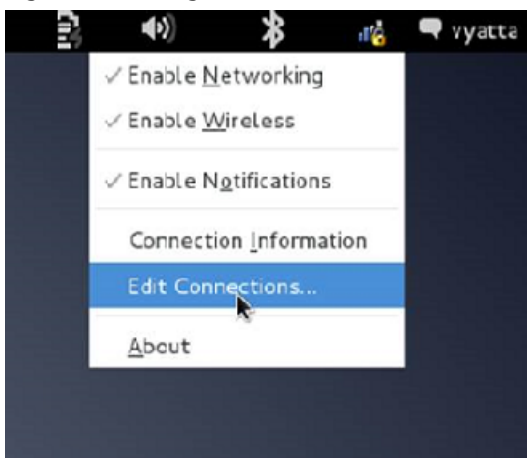 vyatta
Enable Networking
Enable Wireless
Enable Notifications
Connection Information
Edit Connections...
About